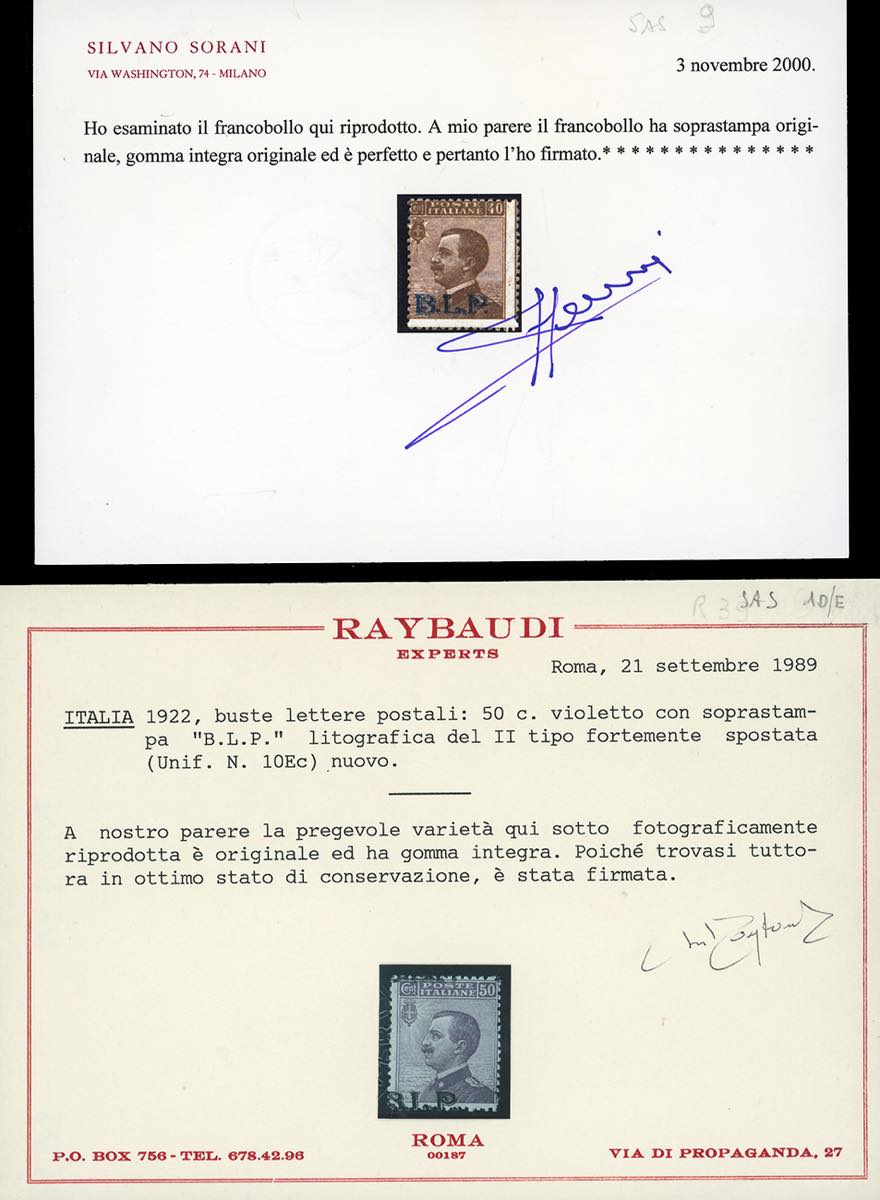 SAS 9
SILVANO SORANI
VIA WASHINGTON, 74 - MILANO
3 novembre 2000.
Ho esaminato il francobollo qui riprodotto. A mio parere il francobollo ha soprastampa origi-
nale, gomma integra originale ed è perfetto e pertanto l'ho firmato.* * * * * * * * * * * * * * *
Cent POSTE ITALIANE 40
B.L.P.
SAS 10/E
RAYBAUDI
EXPERTS
Roma, 21 settembre 1989
ITALIA 1922, buste lettere postali: 50 c. violetto con soprastam-
pa "B.L.P." litografica del II tipo fortemente spostata
(Unif. N. 10Ec) nuovo.
A nostro parere la pregevole varietà qui sotto fotograficamente
riprodotta è originale ed ha gomma integra. Poiché trovasi tutto-
ra in ottimo stato di conservazione, è stata firmata.
Cent POSTE ITALIANE 50
B.L.P.
ROMA
00187
P.O. BOX 756 - TEL. 678.42.96
VIA DI PROPAGANDA, 27